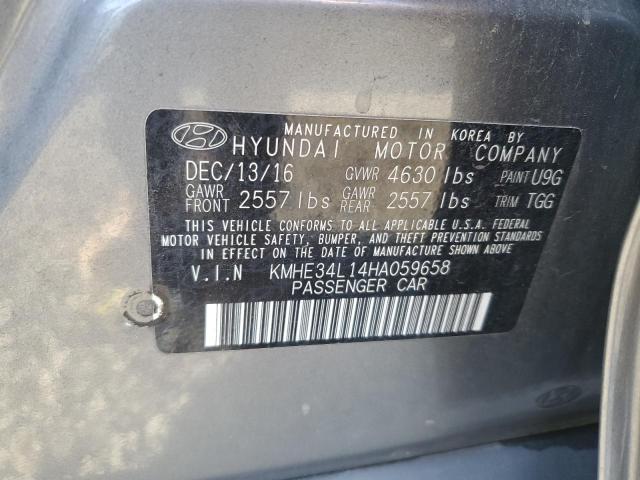 MANUFACTURED IN KOREA BY
HYUNDAI MOTOR COMPANY
DEC/13/16 GVWR 4630 lbs PAINT U9G
GAWR FRONT 2557 lbs GAWR REAR 2557 lbs TRIM TGG
THIS VEHICLE CONFORMS TO ALL APPLICABLE U.S.A. FEDERAL
MOTOR VEHICLE SAFETY, BUMPER, AND THEFT PREVENTION STANDARDS
IN EFFECT ON THE DATE OF MANUFACTURE SHOWN ABOVE
V.I.N KMHE34L14HA059658
PASSENGER CAR